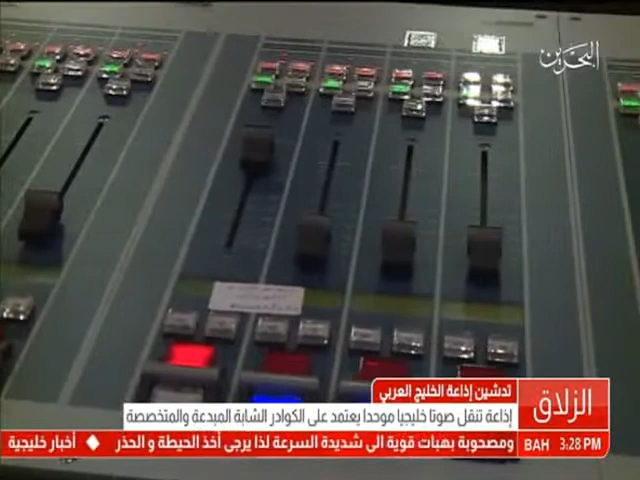 البحرين
تدشين إذاعة الخليج العربي
إذاعة تنقل صوتا خليجيا موحدا يعتمد على الكوادر الشابة المبدعة والمتخصصة
الزلاق
BAH 3:28 PM
ومصحوبة بهبات قوية الى شديدة السرعة لذا يرجى أخذ الحيطة و الحذر ◆ أخبار خليجية